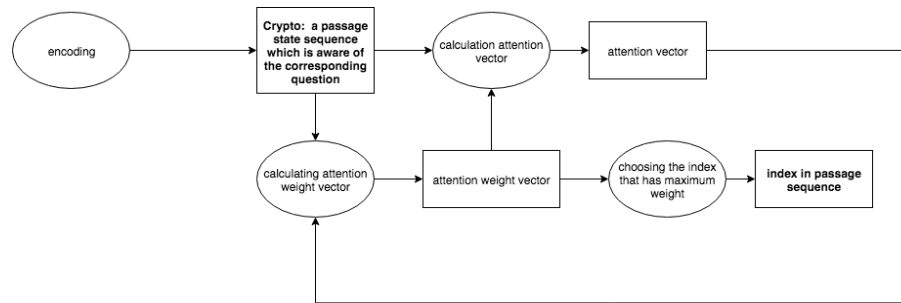 encoding
Crypto: a passage
state sequence
which is aware of
the corresponding
question
calculation attention
vector
attention vector
calculating attention
weight vector
attention weight vector
choosing the index
that has maximum
weight
index in passage
sequence